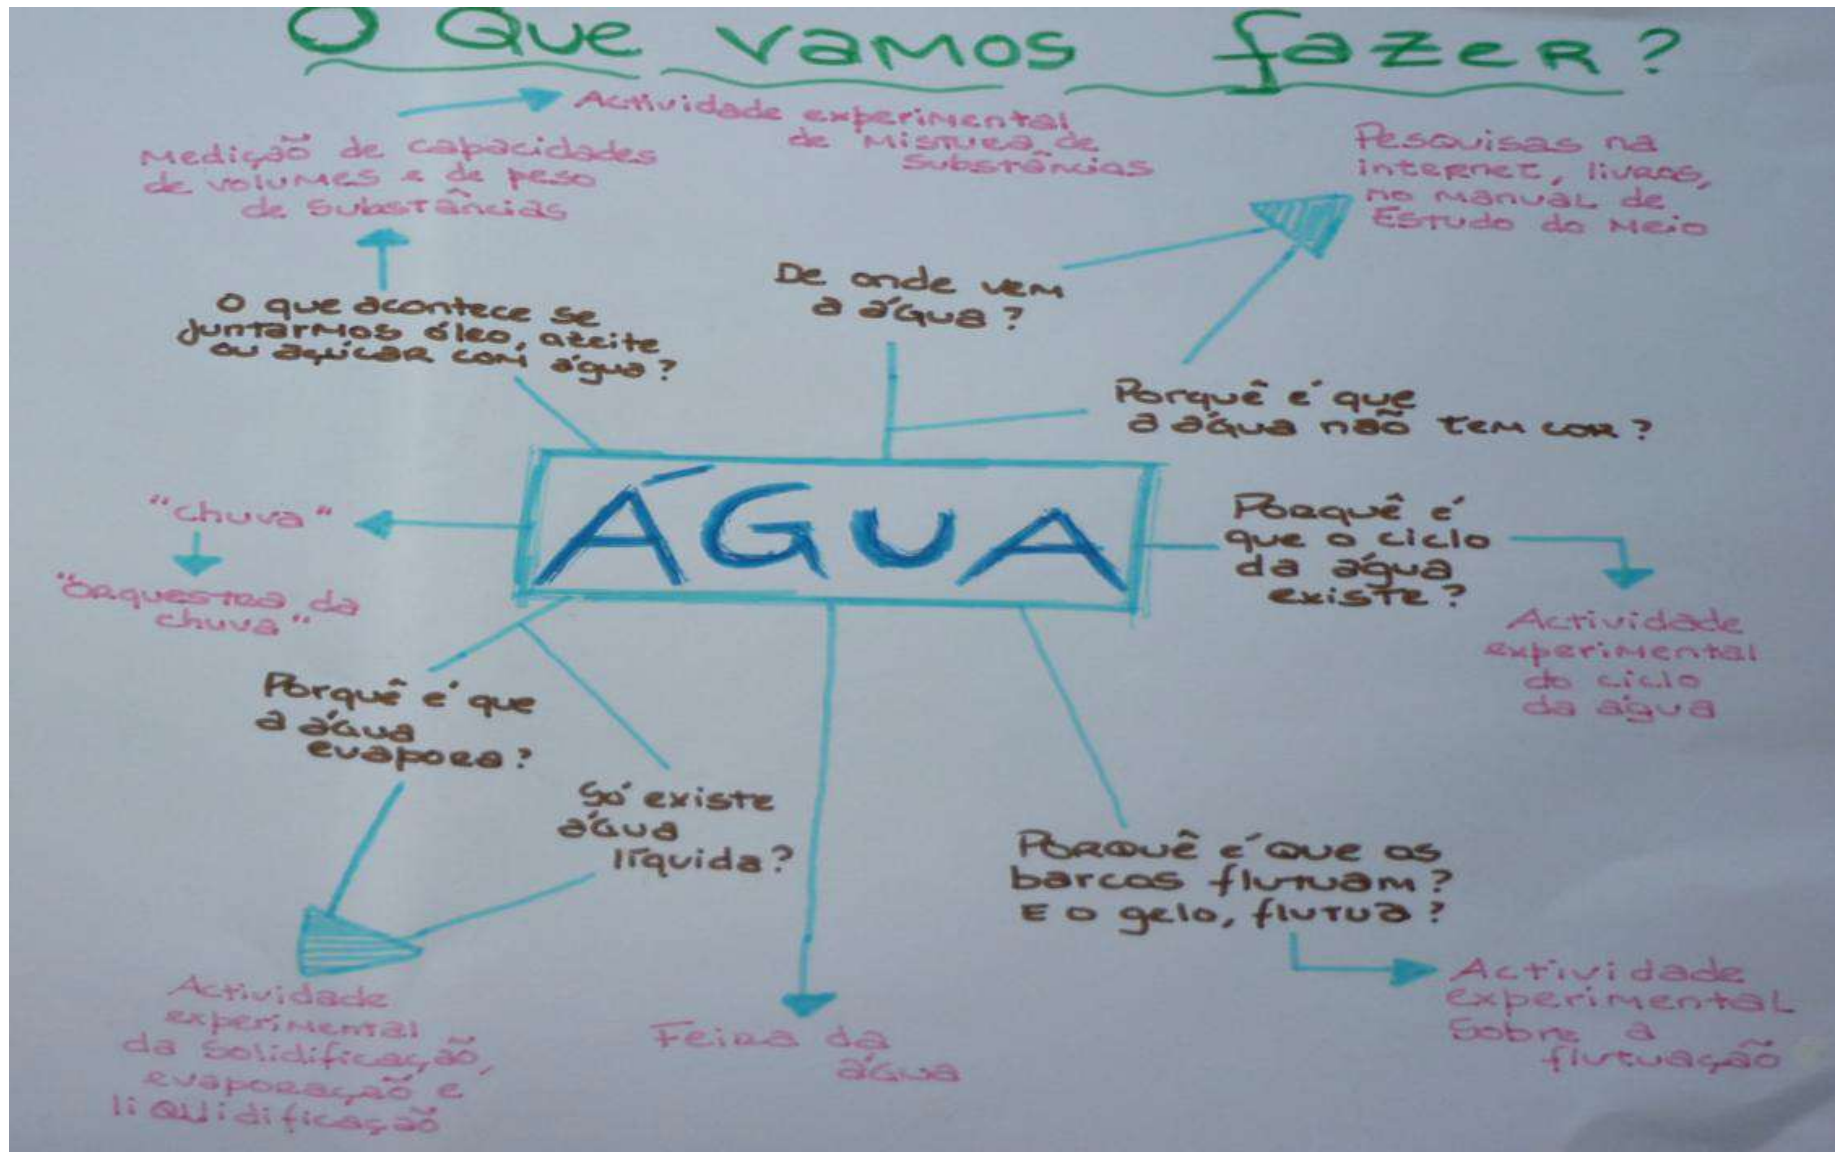 O Que vamos fazer?
Actividade experimental
de Mistura de
Substâncias
Medição de capacidades
de volumes e de peso
de Substâncias
Pesquisas na
internet, livros,
no manual de
Estudo do Meio
O que acontece se
juntarmos óleo, azeite
ou açúcar com água?
De onde vem
a água?
Porquê é que
a água não tem cor?
ÁGUA
"chuva"
"Orquestra da
chuva"
Porquê é
que o ciclo
da água
existe?
Actividade
experimental
do ciclo
da água
Porquê é que
a água
evapora?
Só existe
água
líquida?
Porquê é que os
barcos flutuam?
E o gelo, flutua?
Actividade
experimental
da Solidificação,
evaporação e
liquidificação
Feira da
água
Actividade
experimental
Sobre a
flutuação